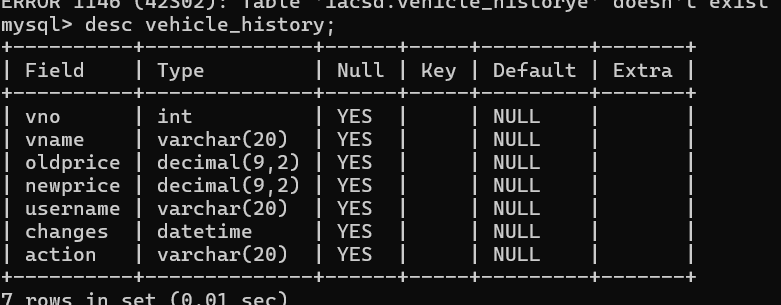 ERROR 1146 (42S02): Table 'iacsd.vehicle_historye' doesn't exist
mysql> desc vehicle_history;
+-----------+--------------+------+-----+---------+-------+
| Field     | Type         | Null | Key | Default | Extra |
+-----------+--------------+------+-----+---------+-------+
| vno       | int          | YES  |     | NULL    |       |
| vname     | varchar(20)  | YES  |     | NULL    |       |
| oldprice  | decimal(9,2) | YES  |     | NULL    |       |
| newprice  | decimal(9,2) | YES  |     | NULL    |       |
| username  | varchar(20)  | YES  |     | NULL    |       |
| changes   | datetime     | YES  |     | NULL    |       |
| action    | varchar(20)  | YES  |     | NULL    |       |
+-----------+--------------+------+-----+---------+-------+
7 rows in set (0.01 sec)